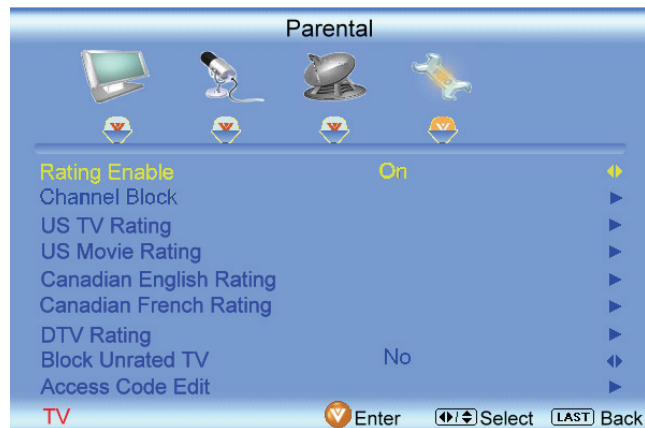 Parental
Rating Enable On
Channel Block
US TV Rating
US Movie Rating
Canadian English Rating
Canadian French Rating
DTV Rating
Block Unrated TV No
Access Code Edit
TV V Enter Select LAST Back